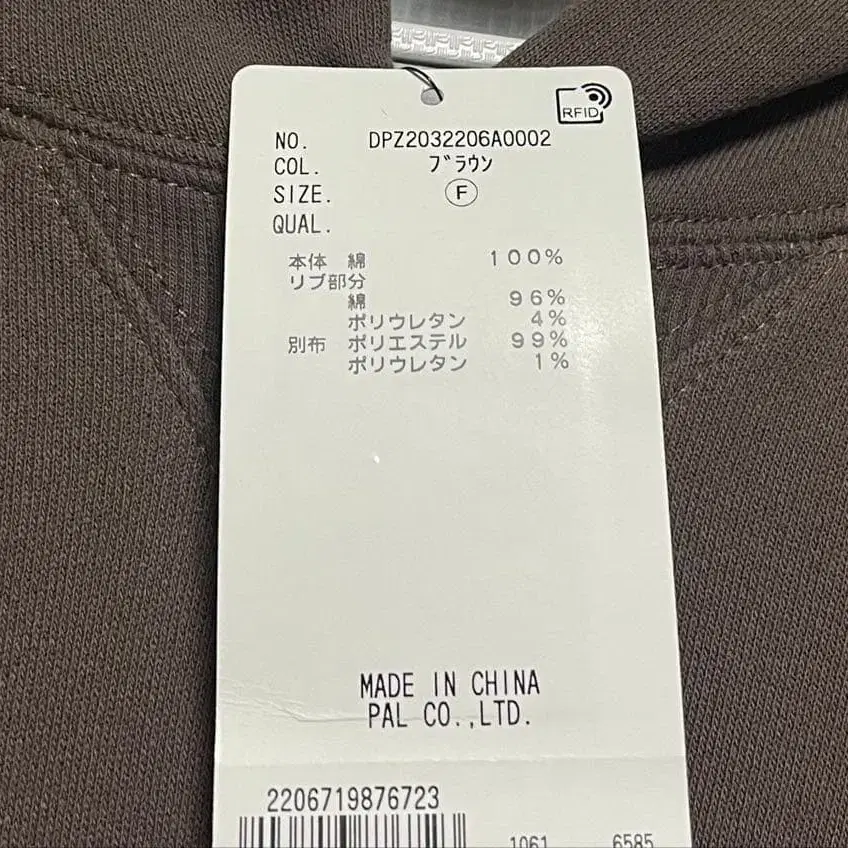 RFID
NO. DPZ2032206A0002
COL. ブラウン
SIZE. F
QUAL.
本体 綿 100%
リブ部分
綿 96%
ポリウレタン 4%
別布 ポリエステル 99%
ポリウレタン 1%
MADE IN CHINA
PAL CO.,LTD.
2206719876723
1061 6585